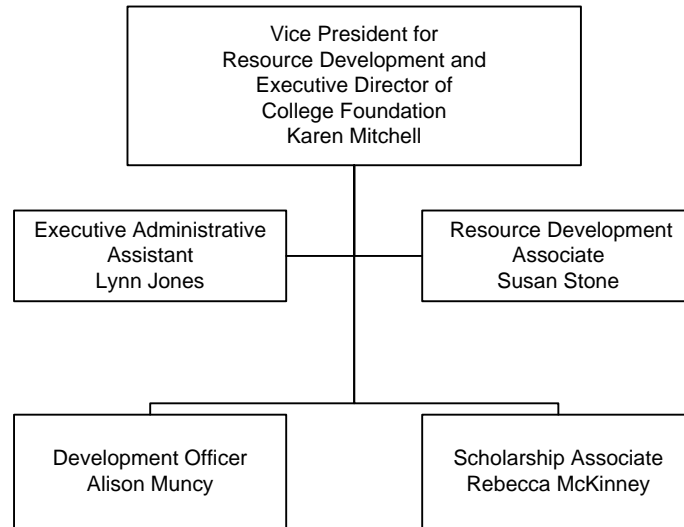 Vice President for
Resource Development and
Executive Director of
College Foundation
Karen Mitchell
Executive Administrative
Assistant
Lynn Jones
Resource Development
Associate
Susan Stone
Development Officer
Alison Muncy
Scholarship Associate
Rebecca McKinney